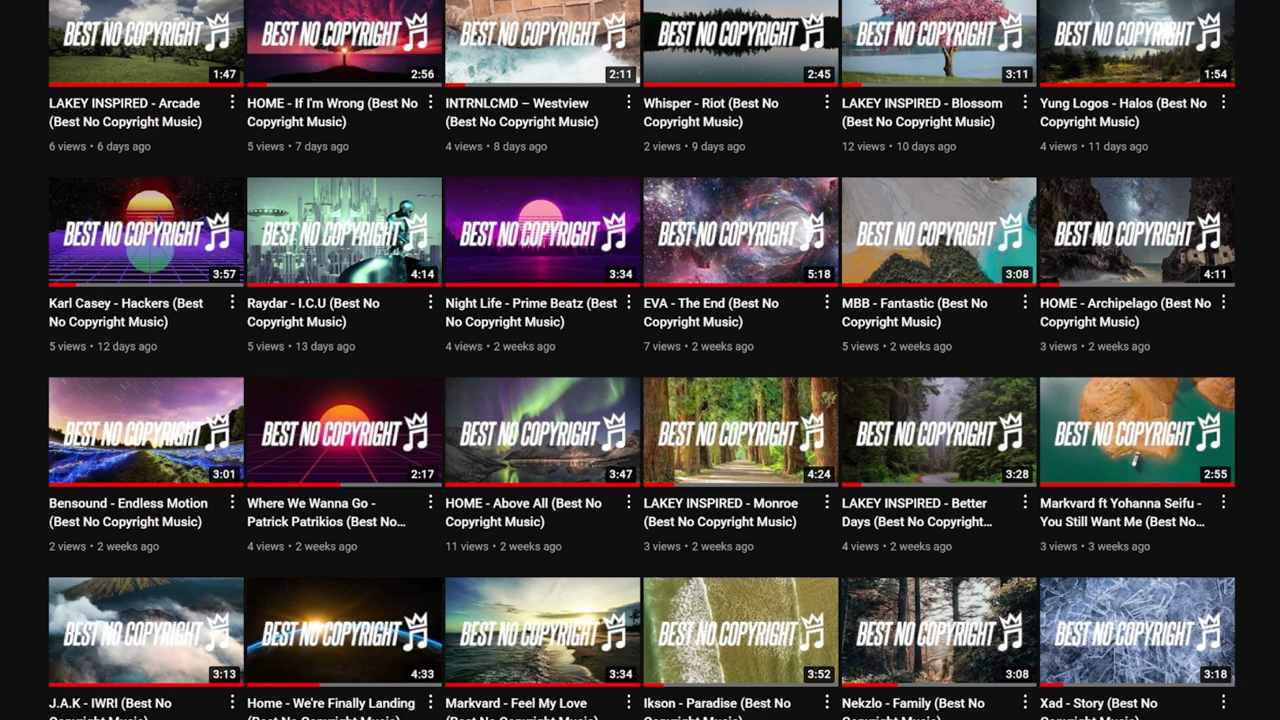 BEST NO COPYRIGHT
1:47
BEST NO COPYRIGHT
2:56
BEST NO COPYRIGHT
2:11
BEST NO COPYRIGHT
2:45
BEST NO COPYRIGHT
3:11
BEST NO COPYRIGHT
1:54
LAKEY INSPIRED - Arcade
(Best No Copyright Music)
6 views • 6 days ago
HOME - If I'm Wrong (Best No
Copyright Music)
5 views • 7 days ago
INTRNLCMD – Westview
(Best No Copyright Music)
4 views • 8 days ago
Whisper - Riot (Best No
Copyright Music)
2 views • 9 days ago
LAKEY INSPIRED - Blossom
(Best No Copyright Music)
12 views • 10 days ago
Yung Logos - Halos (Best No
Copyright Music)
4 views • 11 days ago
BEST NO COPYRIGHT
3:57
BEST NO COPYRIGHT
4:14
BEST NO COPYRIGHT
3:34
BEST NO COPYRIGHT
5:18
BEST NO COPYRIGHT
3:08
BEST NO COPYRIGHT
4:11
Karl Casey - Hackers (Best
No Copyright Music)
5 views • 12 days ago
Raydar - I.C.U (Best No
Copyright Music)
5 views • 13 days ago
Night Life - Prime Beatz (Best
No Copyright Music)
4 views • 2 weeks ago
EVA - The End (Best No
Copyright Music)
7 views • 2 weeks ago
MBB - Fantastic (Best No
Copyright Music)
5 views • 2 weeks ago
HOME - Archipelago (Best No
Copyright Music)
3 views • 2 weeks ago
BEST NO COPYRIGHT
3:01
BEST NO COPYRIGHT
2:17
BEST NO COPYRIGHT
3:47
BEST NO COPYRIGHT
4:24
BEST NO COPYRIGHT
3:28
BEST NO COPYRIGHT
2:55
Bensound - Endless Motion
(Best No Copyright Music)
2 views • 2 weeks ago
Where We Wanna Go -
Patrick Patrikios (Best No...
4 views • 2 weeks ago
HOME - Above All (Best No
Copyright Music)
11 views • 2 weeks ago
LAKEY INSPIRED - Monroe
(Best No Copyright Music)
3 views • 2 weeks ago
LAKEY INSPIRED - Better
Days (Best No Copyright...
4 views • 2 weeks ago
Markvard ft Yohanna Seifu -
You Still Want Me (Best No...
3 views • 3 weeks ago
BEST NO COPYRIGHT
3:13
BEST NO COPYRIGHT
4:33
BEST NO COPYRIGHT
3:34
BEST NO COPYRIGHT
3:52
BEST NO COPYRIGHT
3:08
BEST NO COPYRIGHT
3:18
J.A.K - IWRI (Best No
Copyright Music)
Home - We're Finally Landing
(Best No Copyright Music)
Markvard - Feel My Love
(Best No Copyright Music)
Ikson - Paradise (Best No
Copyright Music)
Nekzlo - Family (Best No
Copyright Music)
Xad - Story (Best No
Copyright Music)